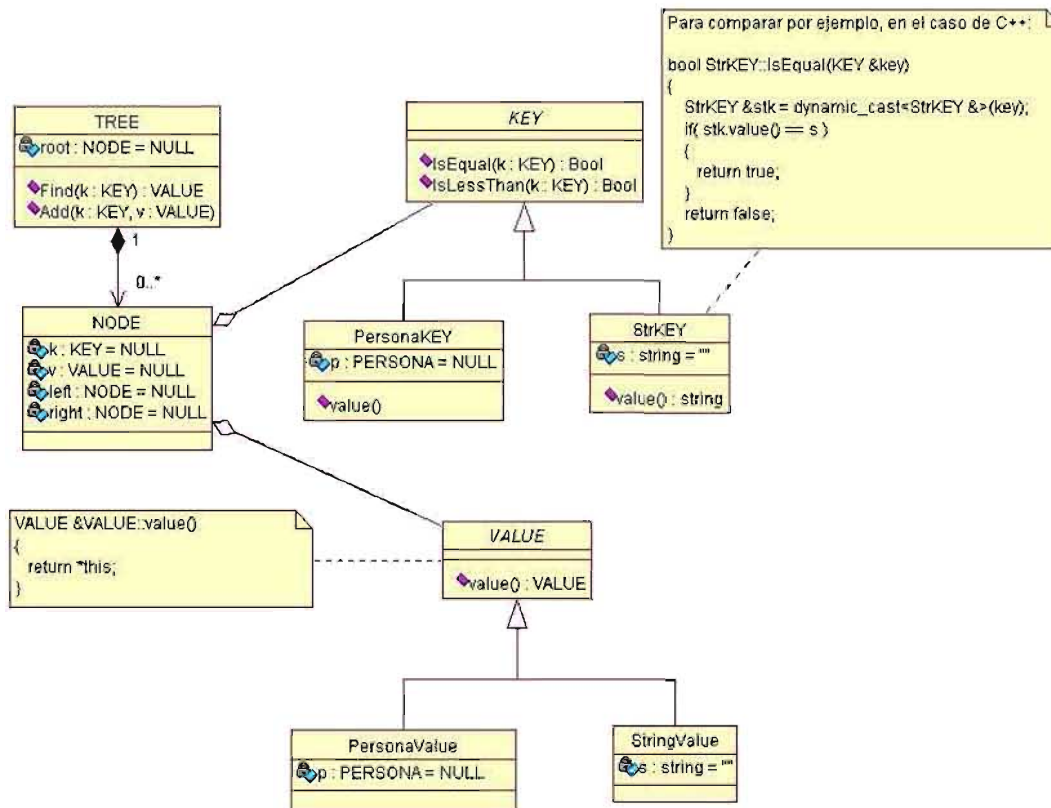 Para comparar por ejemplo, en el caso de C++:
bool StrKEY::IsEqual(KEY &key)
{
StrKEY &stk = dynamic_cast<StrKEY &>(key);
if( stk.value() == s )
{
return true;
}
return false;
}
TREE
root : NODE = NULL
Find(k : KEY) : VALUE
Add(k : KEY, v : VALUE)
KEY
IsEqual(k : KEY) : Bool
IsLessThan(k : KEY) : Bool
1
0..*
NODE
k : KEY = NULL
v : VALUE = NULL
left : NODE = NULL
right : NODE = NULL
PersonaKEY
p : PERSONA = NULL
value()
StrKEY
s : string = ""
value() : string
VALUE &VALUE::value()
{
return *this;
}
VALUE
value() : VALUE
PersonaValue
p : PERSONA = NULL
StringValue
s : string = ""